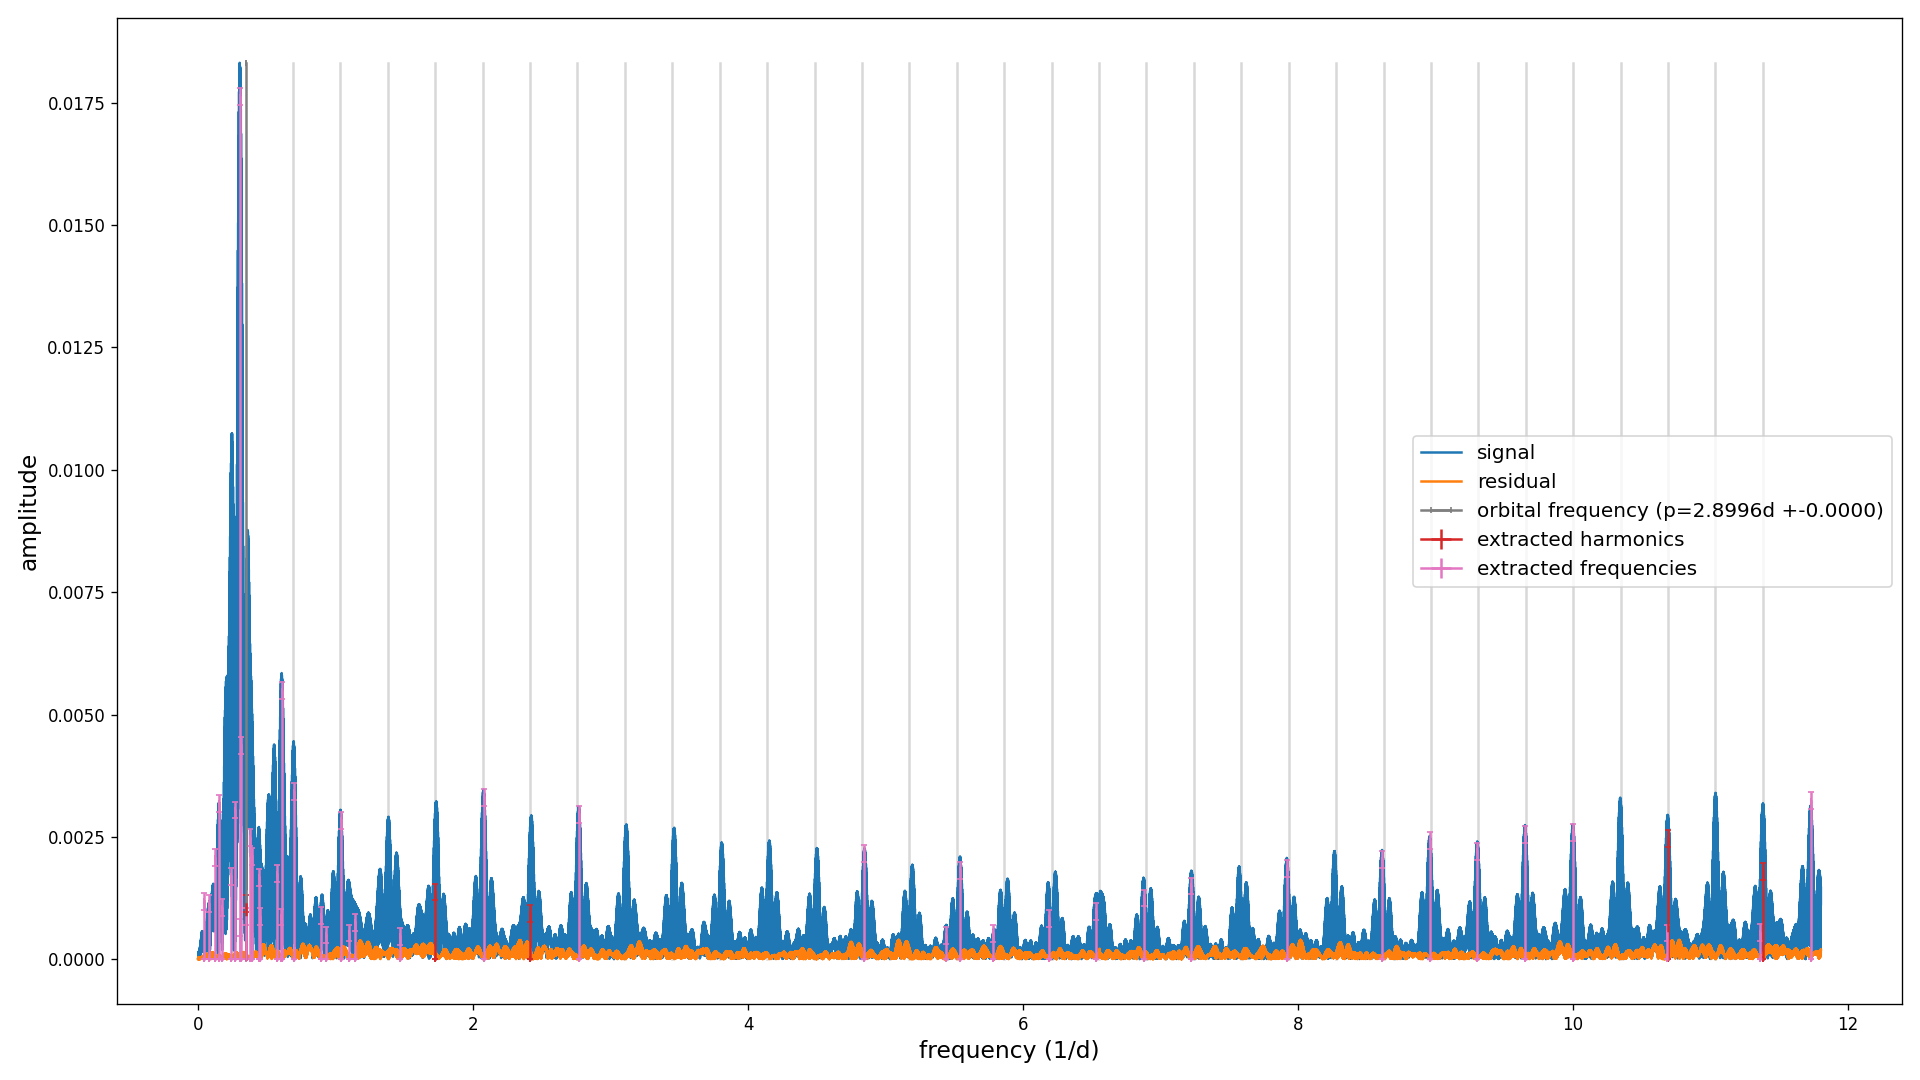 0.0175
0.0150
0.0125
0.0100
0.0075
0.0050
0.0025
0.0000
amplitude
signal
residual
orbital frequency (p=2.8996d +-0.0000)
extracted harmonics
extracted frequencies
0 2 4 6 8 10 12
frequency (1/d)